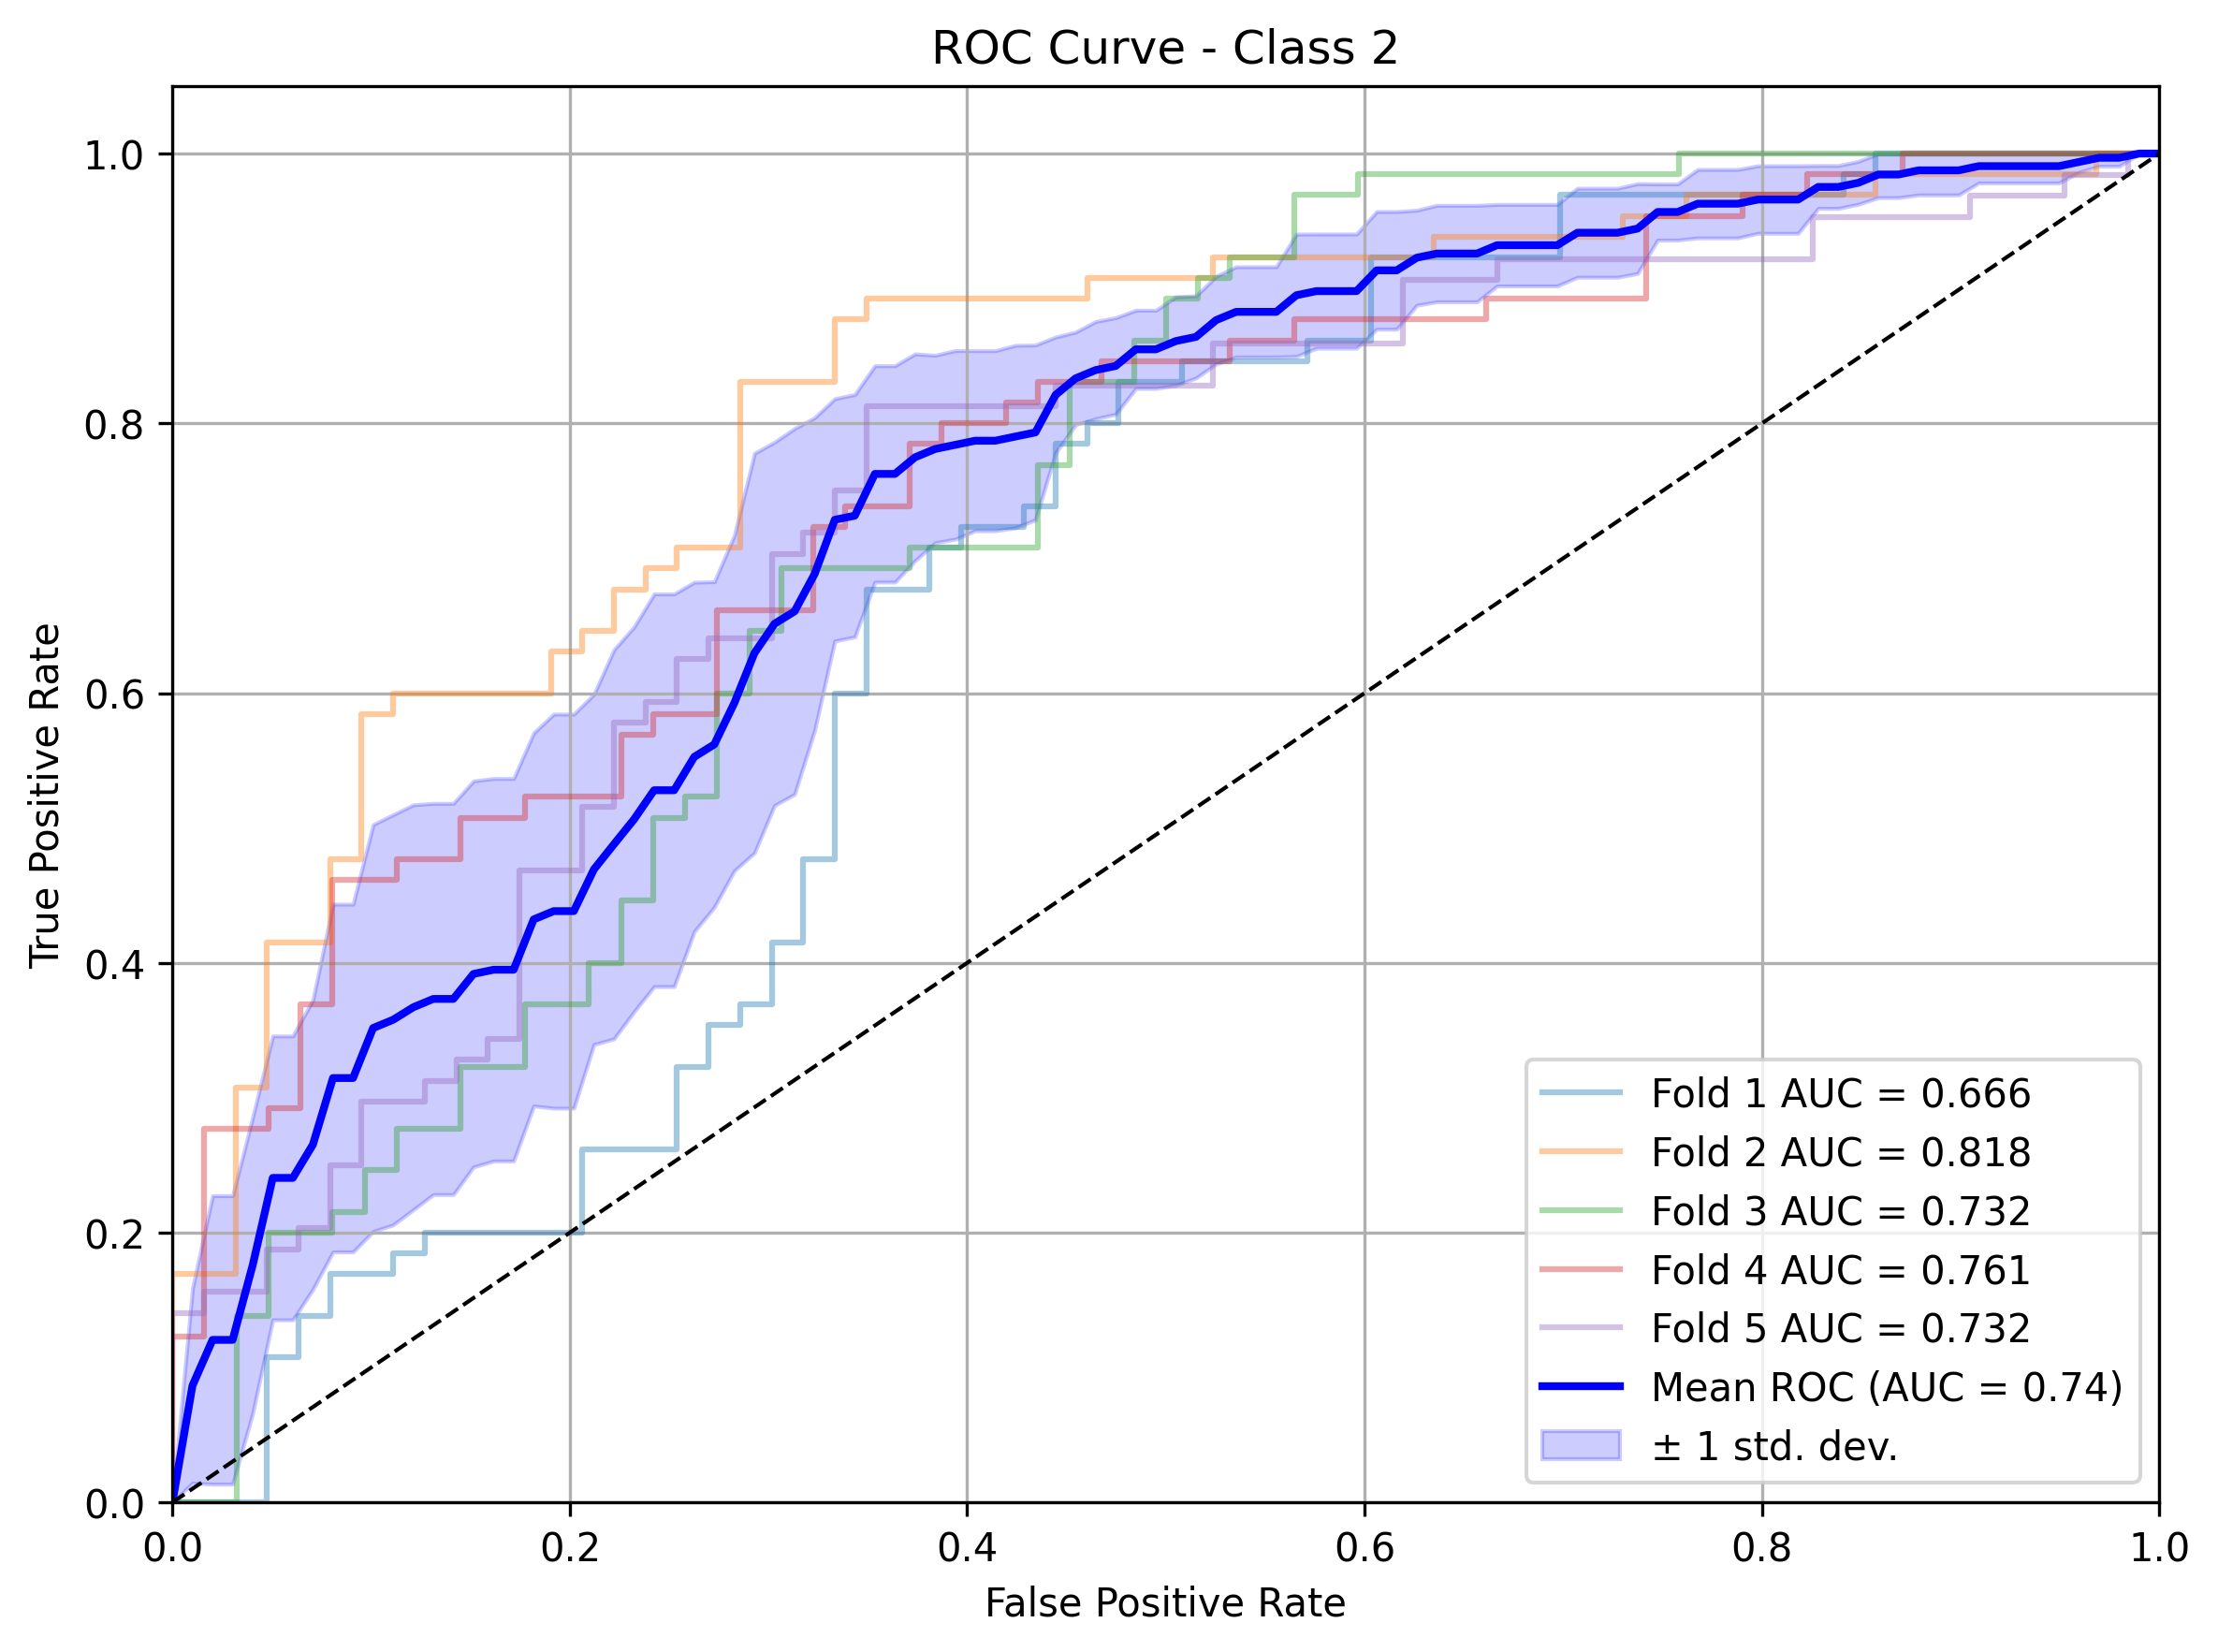 ROC Curve - Class 2
True Positive Rate
1.0
0.8
0.6
0.4
0.2
0.0
0.0 0.2 0.4 0.6 0.8 1.0
False Positive Rate
Fold 1 AUC = 0.666
Fold 2 AUC = 0.818
Fold 3 AUC = 0.732
Fold 4 AUC = 0.761
Fold 5 AUC = 0.732
Mean ROC (AUC = 0.74)
± 1 std. dev.